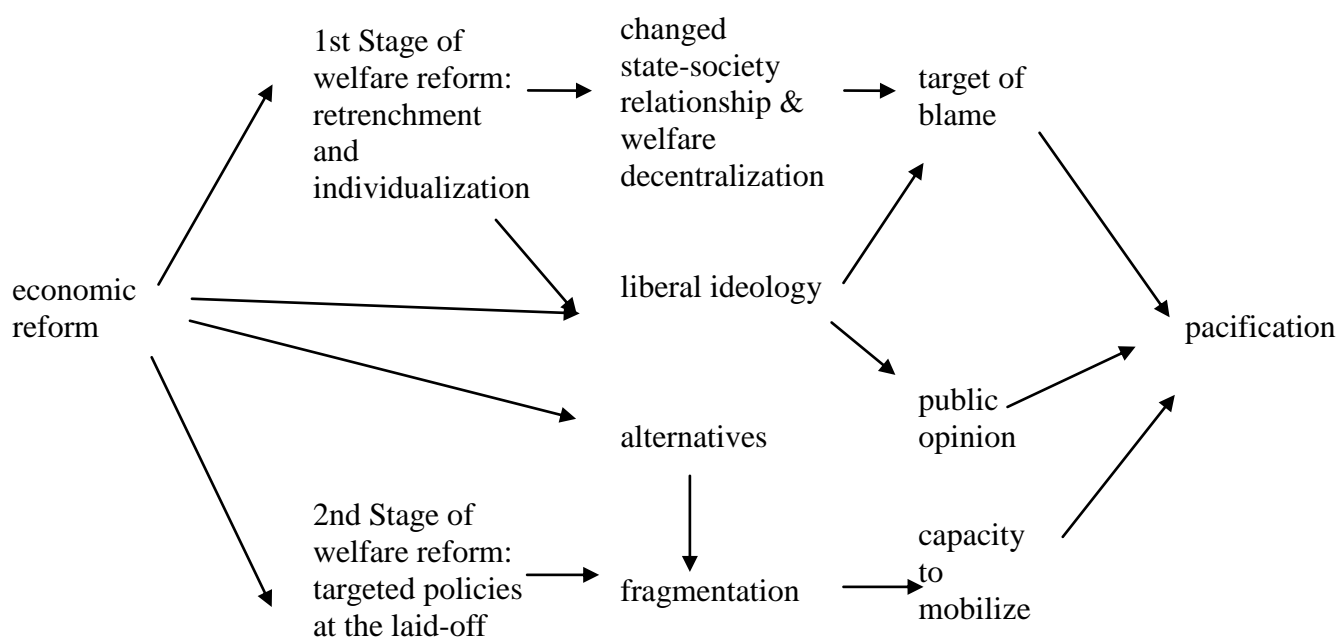 1st Stage of
welfare reform:
retrenchment
and
individualization
changed
state-society
relationship &
welfare
decentralization
target of
blame
economic
reform
liberal ideology
pacification
alternatives
public
opinion
2nd Stage of
welfare reform:
targeted policies
at the laid-off
fragmentation
capacity
to
mobilize